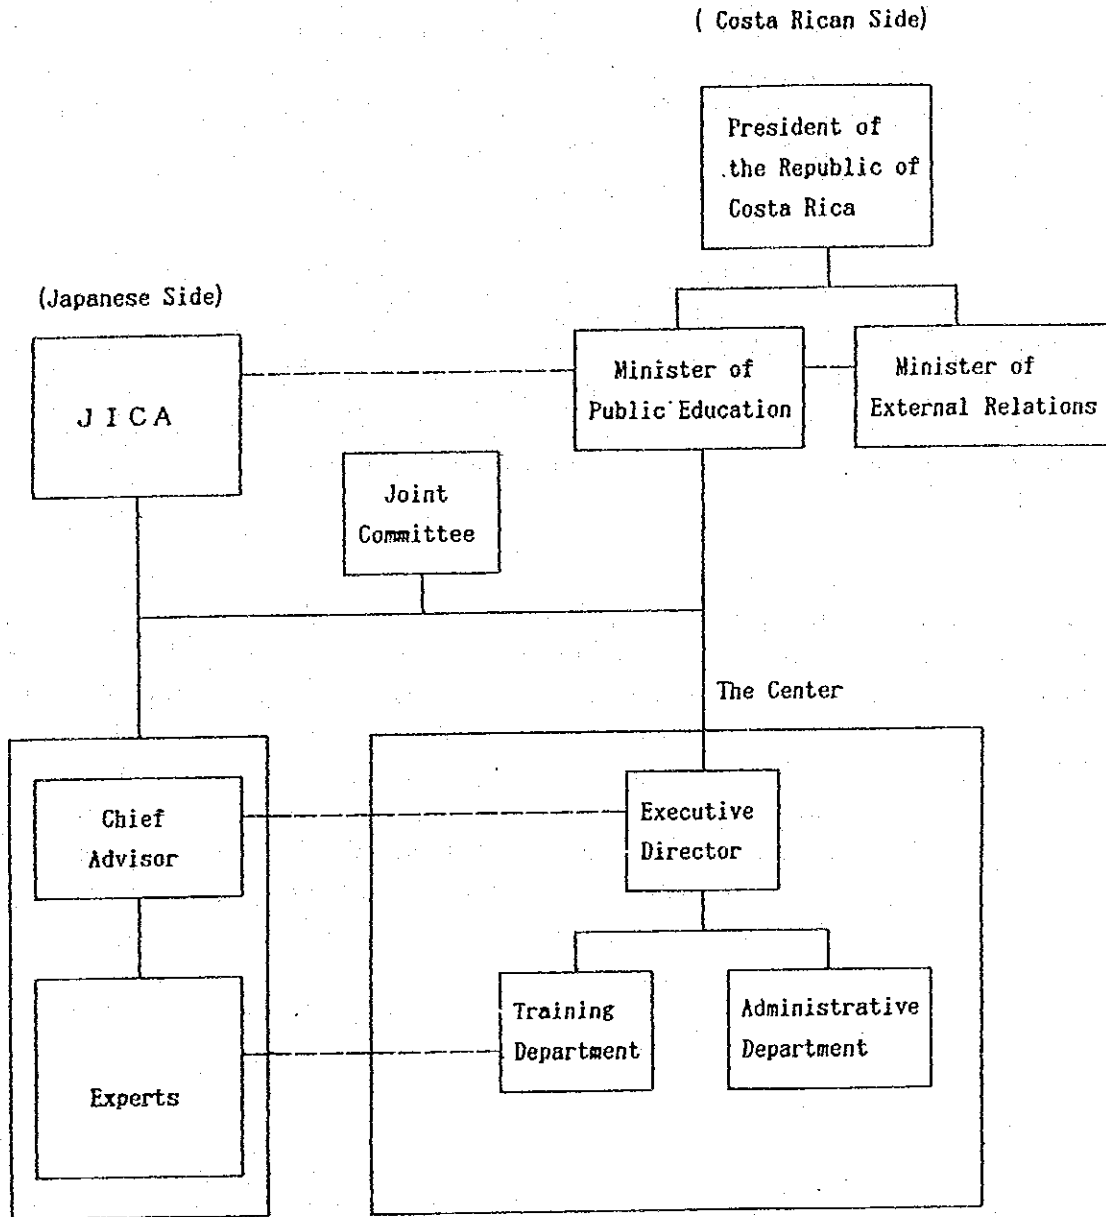 ( Costa Rican Side)
President of
the Republic of
Costa Rica
(Japanese Side)
JICA
Minister of
Public Education
Minister of
External Relations
Joint
Committee
The Center
Chief
Advisor
Executive
Director
Training
Department
Administrative
Department
Experts